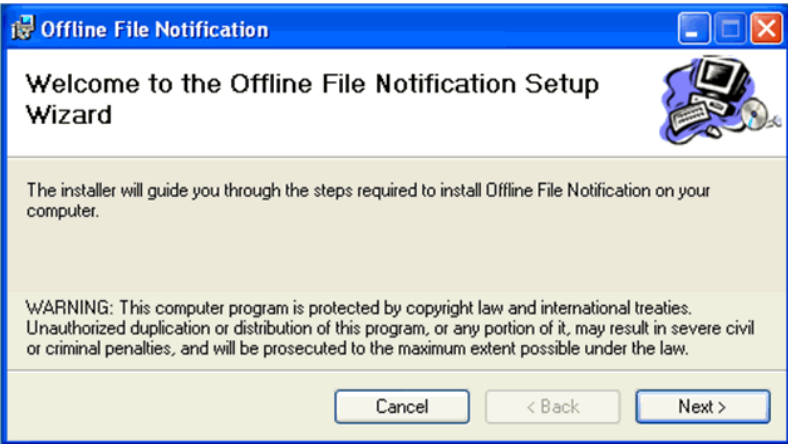 Offline File Notification
Welcome to the Offline File Notification Setup
Wizard
The installer will guide you through the steps required to install Offline File Notification on your
computer.
WARNING: This computer program is protected by copyright law and international treaties.
Unauthorized duplication or distribution of this program, or any portion of it, may result in severe civil
or criminal penalties, and will be prosecuted to the maximum extent possible under the law.
Cancel
< Back
Next >